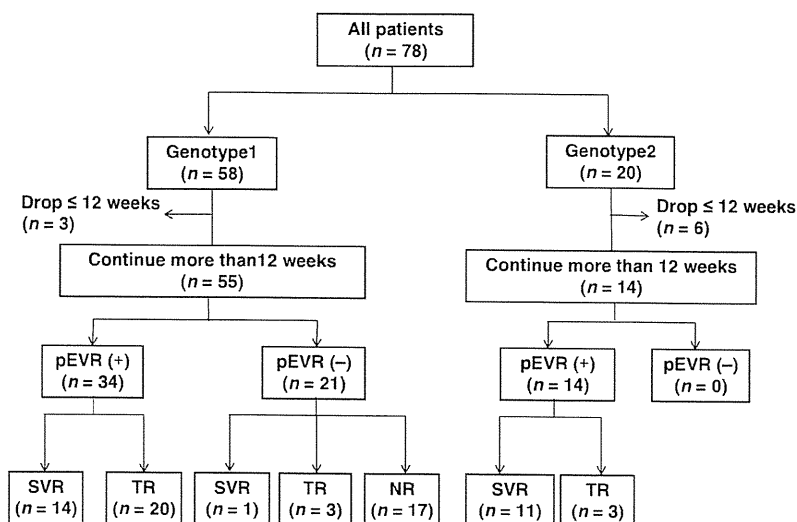 All patients
(n = 78)
Genotype1
(n = 58)
Genotype2
(n = 20)
Drop ≤ 12 weeks
(n = 3)
Drop ≤ 12 weeks
(n = 6)
Continue more than12 weeks
(n = 55)
Continue more than 12 weeks
(n = 14)
pEVR (+)
(n = 34)
pEVR (–)
(n = 21)
pEVR (+)
(n = 14)
pEVR (–)
(n = 0)
SVR
(n = 14)
TR
(n = 20)
SVR
(n = 1)
TR
(n = 3)
NR
(n = 17)
SVR
(n = 11)
TR
(n = 3)